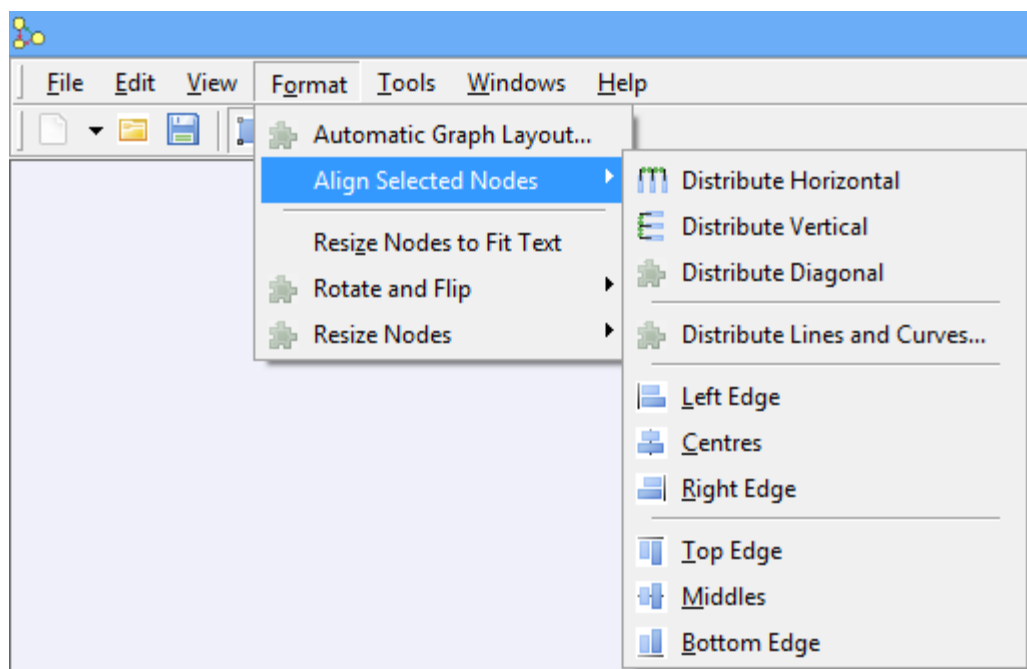 File Edit View Format Tools Windows Help
Automatic Graph Layout...
Align Selected Nodes
Resize Nodes to Fit Text
Rotate and Flip
Resize Nodes
Distribute Horizontal
Distribute Vertical
Distribute Diagonal
Distribute Lines and Curves...
Left Edge
Centres
Right Edge
Top Edge
Middles
Bottom Edge